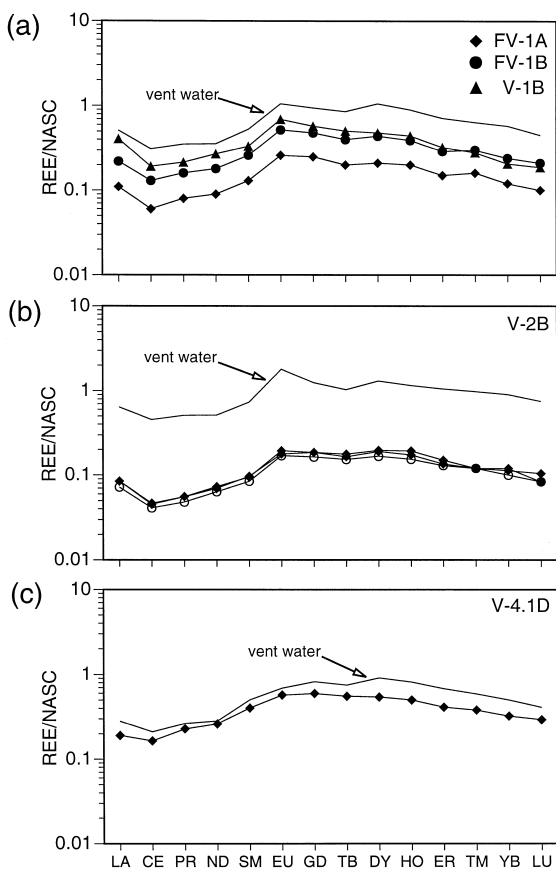 (a)
10
1
0.1
0.01
REE/NASC
vent water
FV-1A
FV-1B
V-1B
(b)
10
1
0.1
0.01
REE/NASC
vent water
V-2B
(c)
10
1
0.1
0.01
REE/NASC
vent water
V-4.1D
LA CE PR ND SM EU GD TB DY HO ER TM YB LU